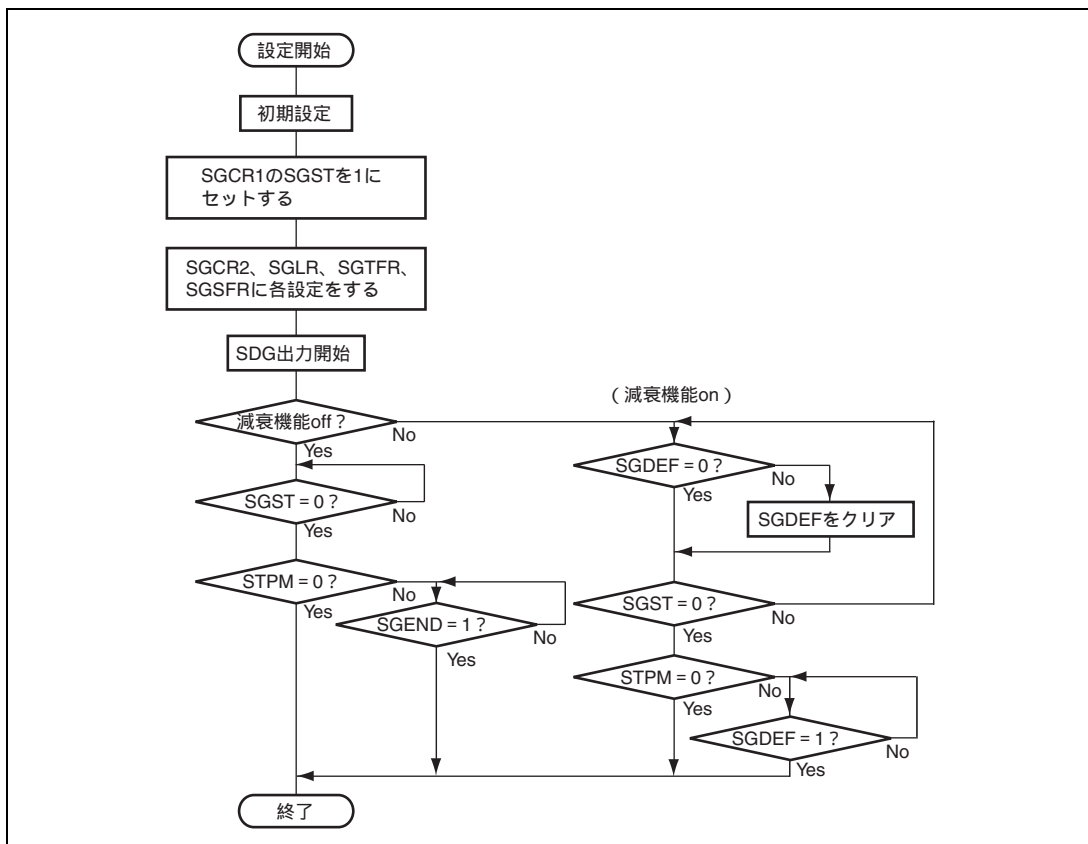 設定開始
初期設定
SGCR1のSGSTを1に
セットする
SGCR2、SGLR、SGTFR、
SGSFRに各設定をする
SDG出力開始
減衰機能off？
No
Yes
SGST = 0？
No
Yes
STPM = 0？
No
Yes
SGEND = 1？
No
Yes
（減衰機能on）
SGDEF = 0？
No
Yes
SGDEFをクリア
SGST = 0？
No
Yes
STPM = 0？
No
Yes
SGDEF = 1？
No
Yes
終了